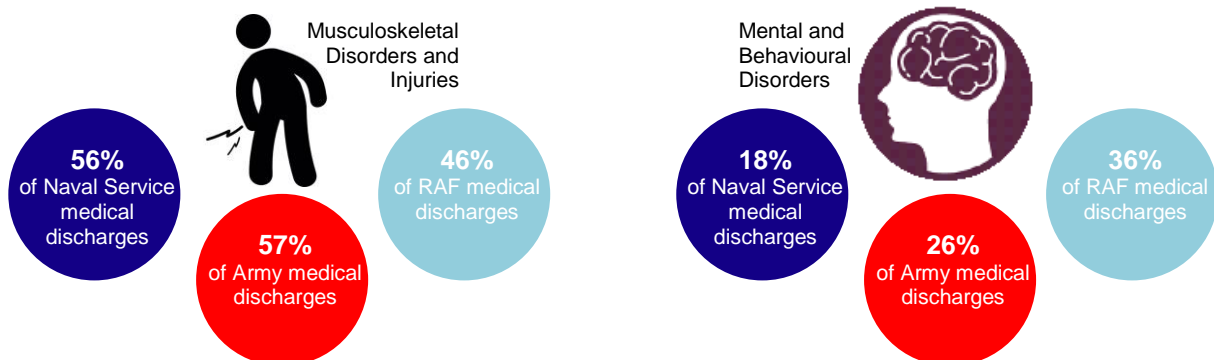 Musculoskeletal
Disorders and
Injuries
56%
of Naval Service
medical
discharges
57%
of Army medical
discharges
46%
of RAF medical
discharges
Mental and
Behavioural
Disorders
18%
of Naval Service
medical
discharges
26%
of Army medical
discharges
36%
of RAF medical
discharges